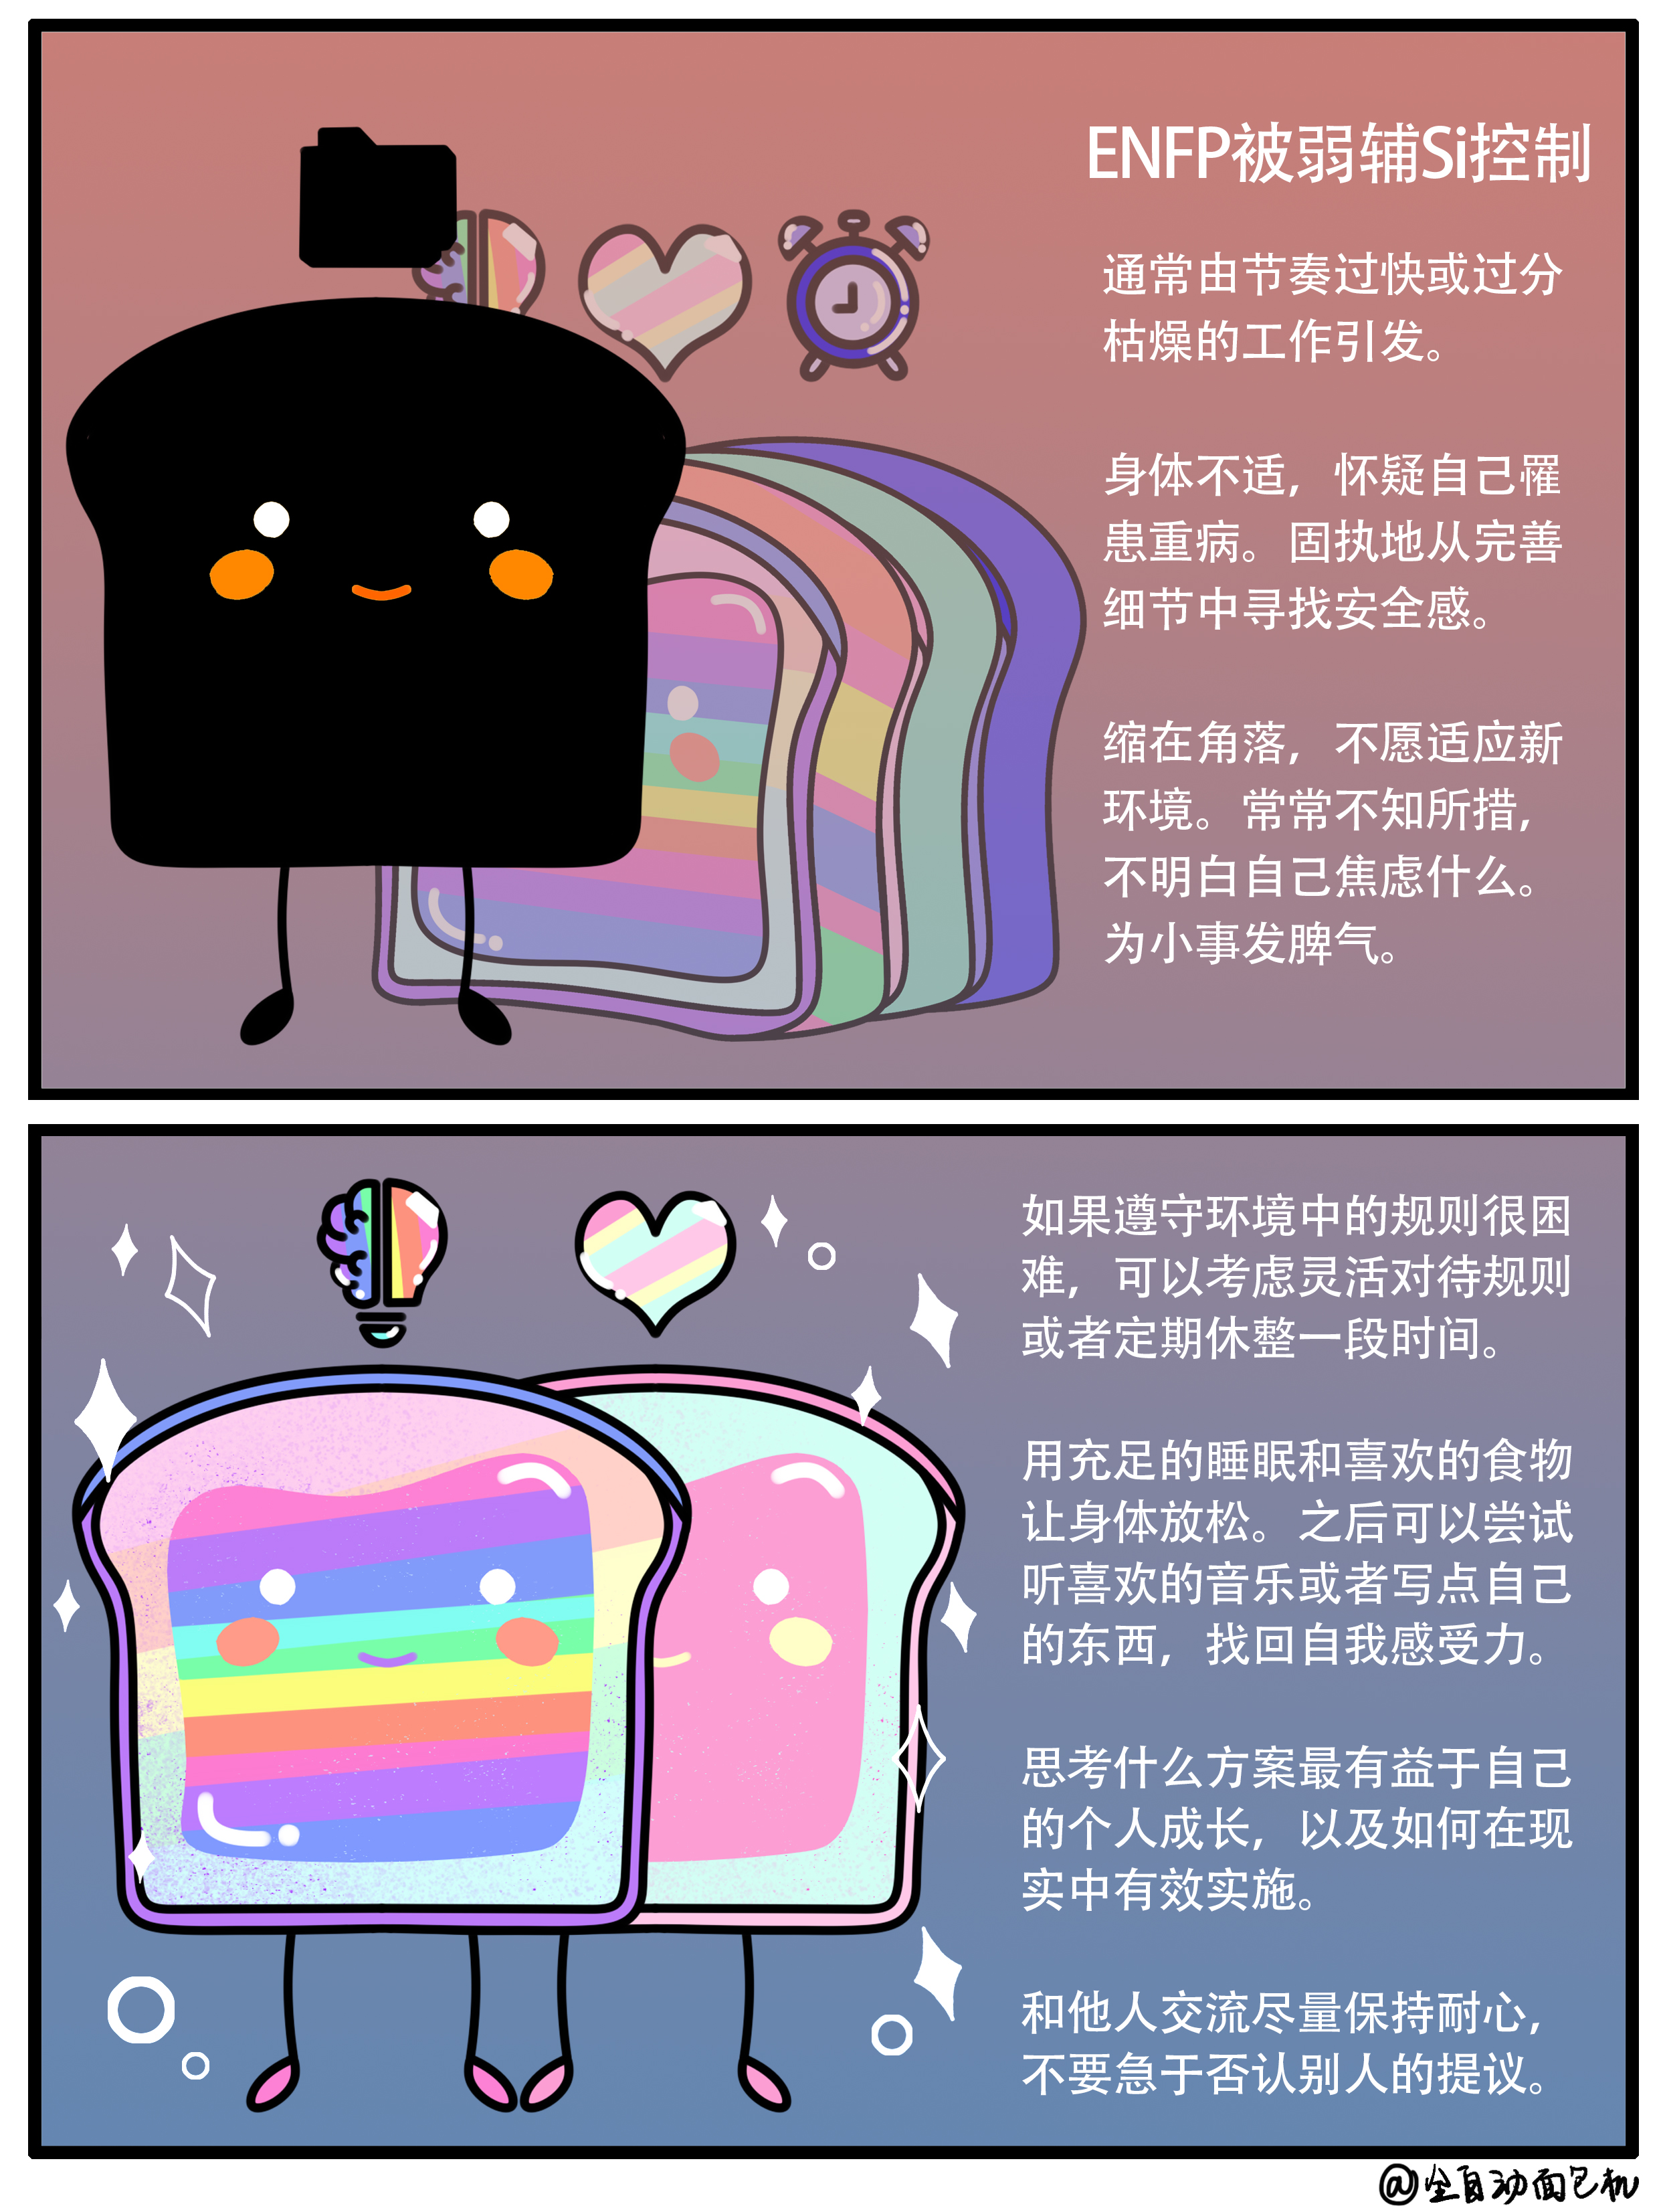 ENFP被弱辅Si控制
通常由节奏过快或过分
枯燥的工作引发。
身体不适，怀疑自己罹
患重病。固执地从完善
细节中寻找安全感。
缩在角落，不愿适应新
环境。常常不知所措，
不明白自己焦虑什么。
为小事发脾气。
如果遵守环境中的规则很困
难，可以考虑灵活对待规则
或者定期休整一段时间。
用充足的睡眠和喜欢的食物
让身体放松。之后可以尝试
听喜欢的音乐或者写点自己
的东西，找回自我感受力。
思考什么方案最有益于自己
的个人成长，以及如何在现
实中有效实施。
和他人交流尽量保持耐心，
不要急于否认别人的提议。
@全自动面包机